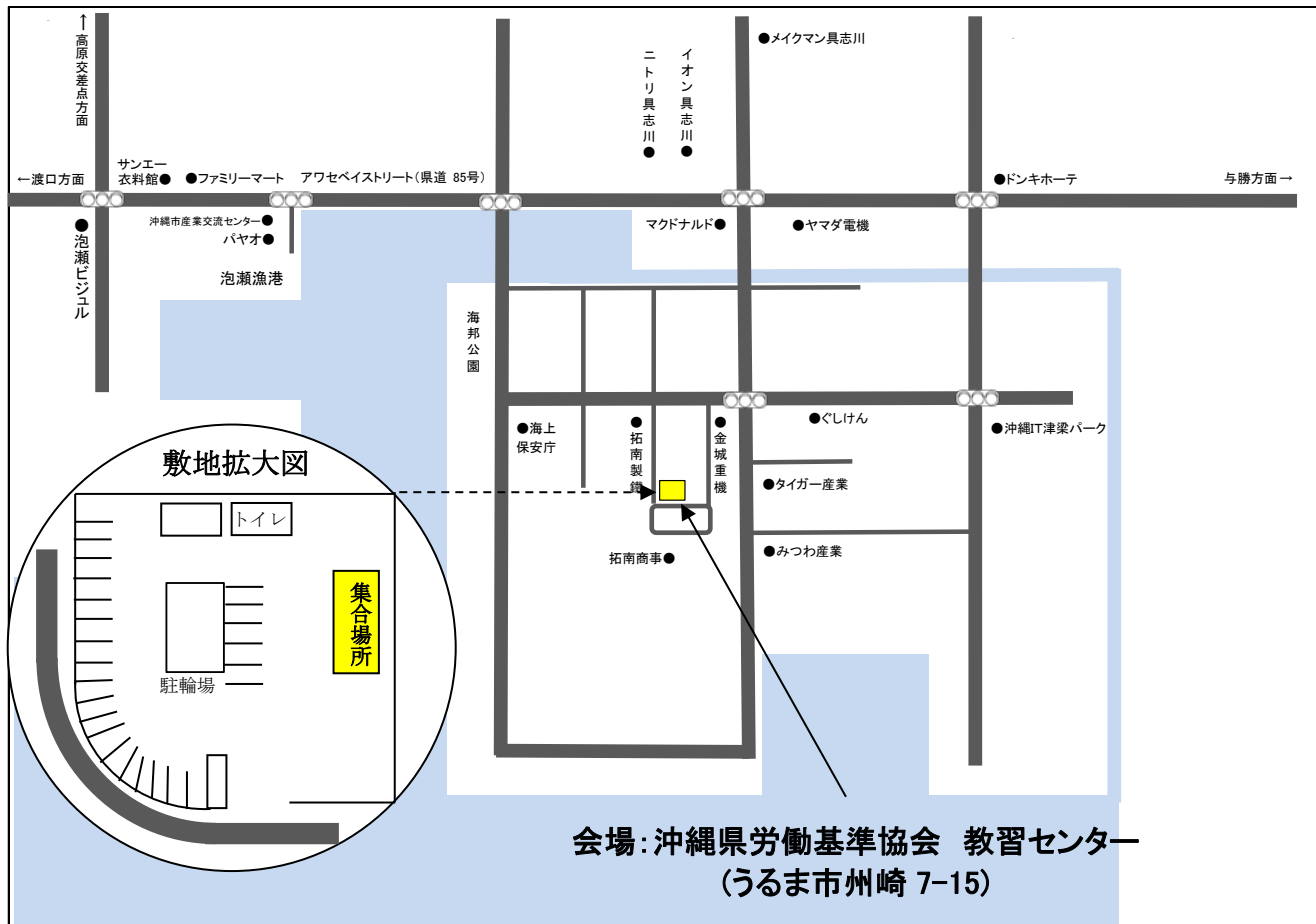 ↑高原交差点方面
ニトリ具志川●
イオン具志川●
●メイクマン具志川
←渡口方面
サンエー
衣料館●
●ファミリーマート
アワセベイストリート(県道 85号)
●ドンキホーテ
与勝方面→
沖縄市産業交流センター●
パヤオ●
マクドナルド●
●ヤマダ電機
●泡瀬ビジュル
泡瀬漁港
海邦公園
●海上
保安庁
●拓南製鐵
●金城重機
●ぐしけん
●沖縄IT津梁パーク
●タイガー産業
拓南商事●
●みつわ産業
敷地拡大図
トイレ
集合場所
駐輪場
会場:沖縄県労働基準協会 教習センター
(うるま市州崎 7-15)